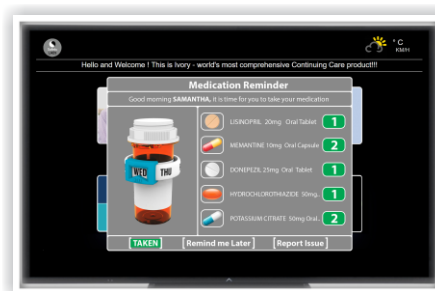 ° C
KM/H
Hello and Welcome ! This is Ivory - world's most comprehensive Continuing Care product!!!
Medication Reminder
Good morning SAMANTHA, it is time for you to take your medication
LISINOPRIL 20mg Oral Tablet 1
MEMANTINE 10mg Oral Capsule 2
DONEPEZIL 25mg Oral Tablet 1
HYDROCHLOROTHIAZIDE 50mg.. 1
POTASSIUM CITRATE 50mg Oral.. 2
WED THU
[TAKEN] [Remind me Later] [Report Issue]